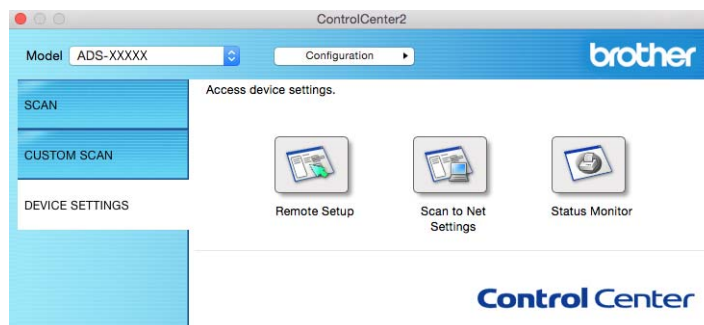 ControlCenter2
Model ADS-XXXXX Configuration brother
SCAN
CUSTOM SCAN
DEVICE SETTINGS
Access device settings.
Remote Setup
Scan to Net
Settings
Status Monitor
Control Center